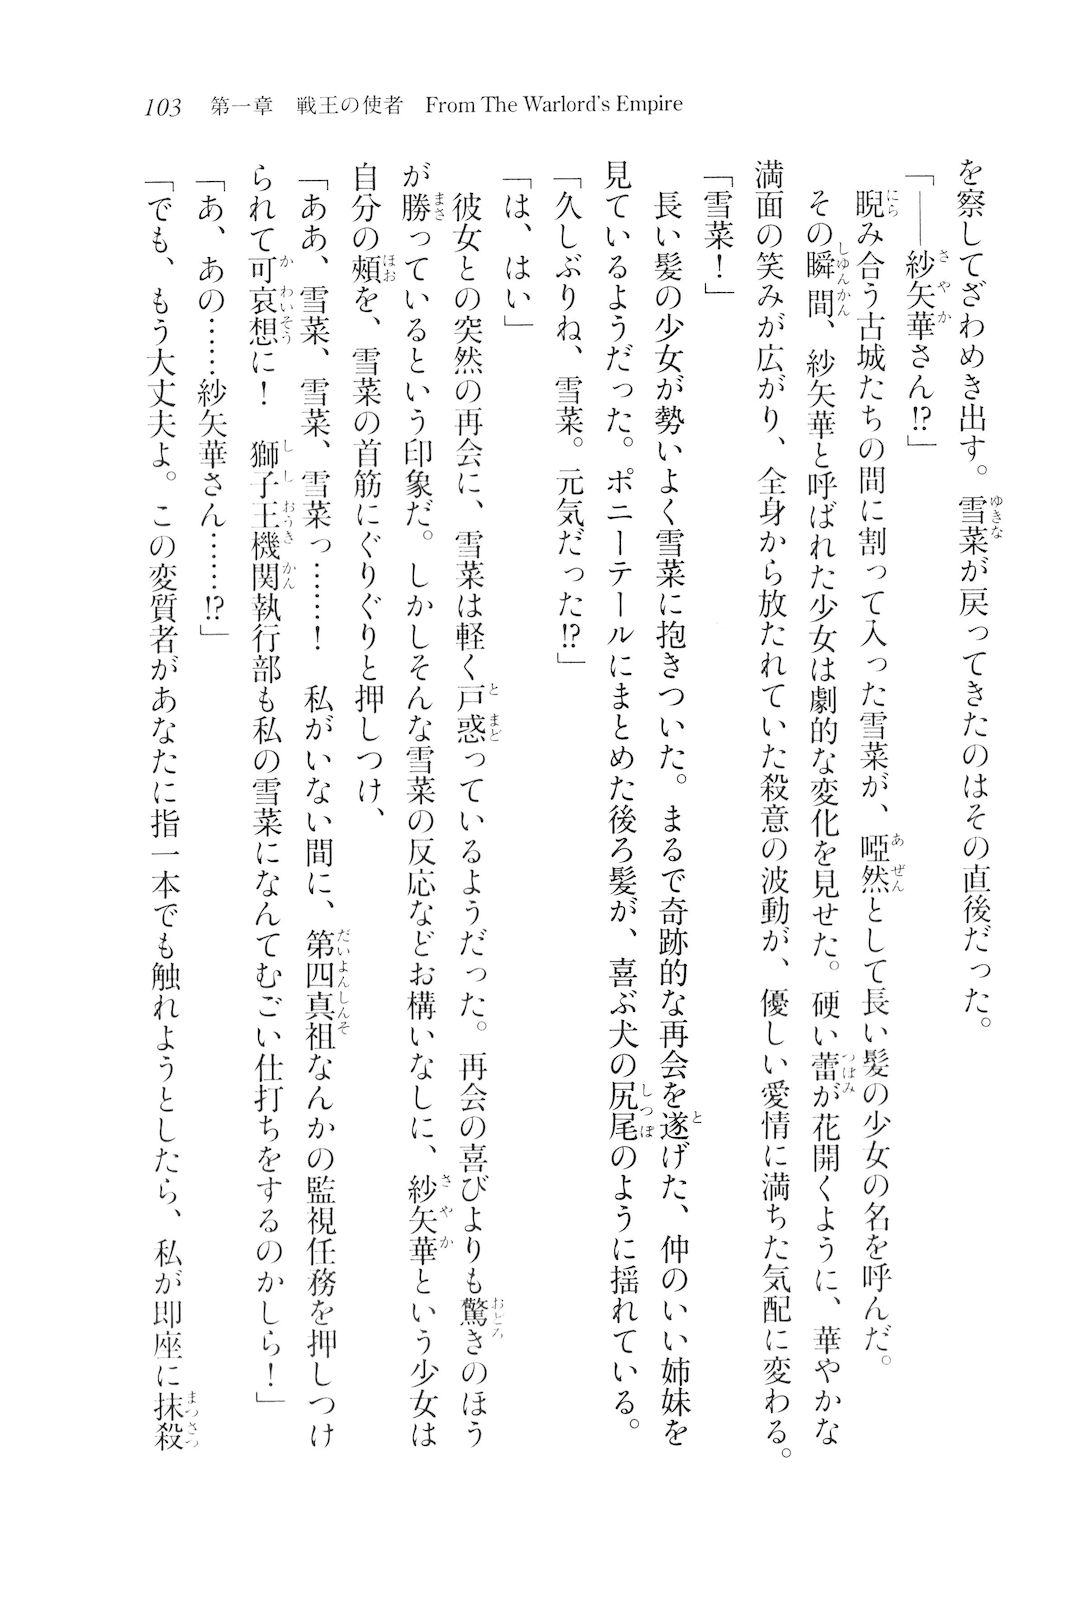 103 第一章 戦王の使者 From The Warlord's Empire
を察してざわめき出す。雪菜が戻ってきたのはその直後だった。
「――紗矢華さん!?」
睨み合う古城たちの間に割って入った雪菜が、啞然として長い髪の少女の名を呼んだ。
その瞬間、紗矢華と呼ばれた少女は劇的な変化を見せた。硬い蕾が花開くように、華やかな
満面の笑みが広がり、全身から放たれていた殺意の波動が、優しい愛情に満ちた気配に変わる。
「雪菜！」
長い髪の少女が勢いよく雪菜に抱きついた。まるで奇跡的な再会を遂げた、仲のいい姉妹を
見ているようだった。ポニーテールにまとめた後ろ髪が、喜ぶ犬の尻尾のように揺れている。
「久しぶりね、雪菜。元気だった!?」
「は、はい」
彼女との突然の再会に、雪菜は軽く戸惑っているようだった。再会の喜びよりも驚きのほう
が勝っているという印象だ。しかしそんな雪菜の反応などお構いなしに、紗矢華という少女は
自分の頰を、雪菜の首筋にぐりぐりと押しつけ、
「ああ、雪菜、雪菜、雪菜っ……！　私がいない間に、第四真祖なんかの監視任務を押しつけ
られて可哀想に！　獅子王機関執行部も私の雪菜になんてむごい仕打ちをするのかしら！」
「あ、あの……紗矢華さん……!?」
「でも、もう大丈夫よ。この変質者があなたに指一本でも触れようとしたら、私が即座に抹殺